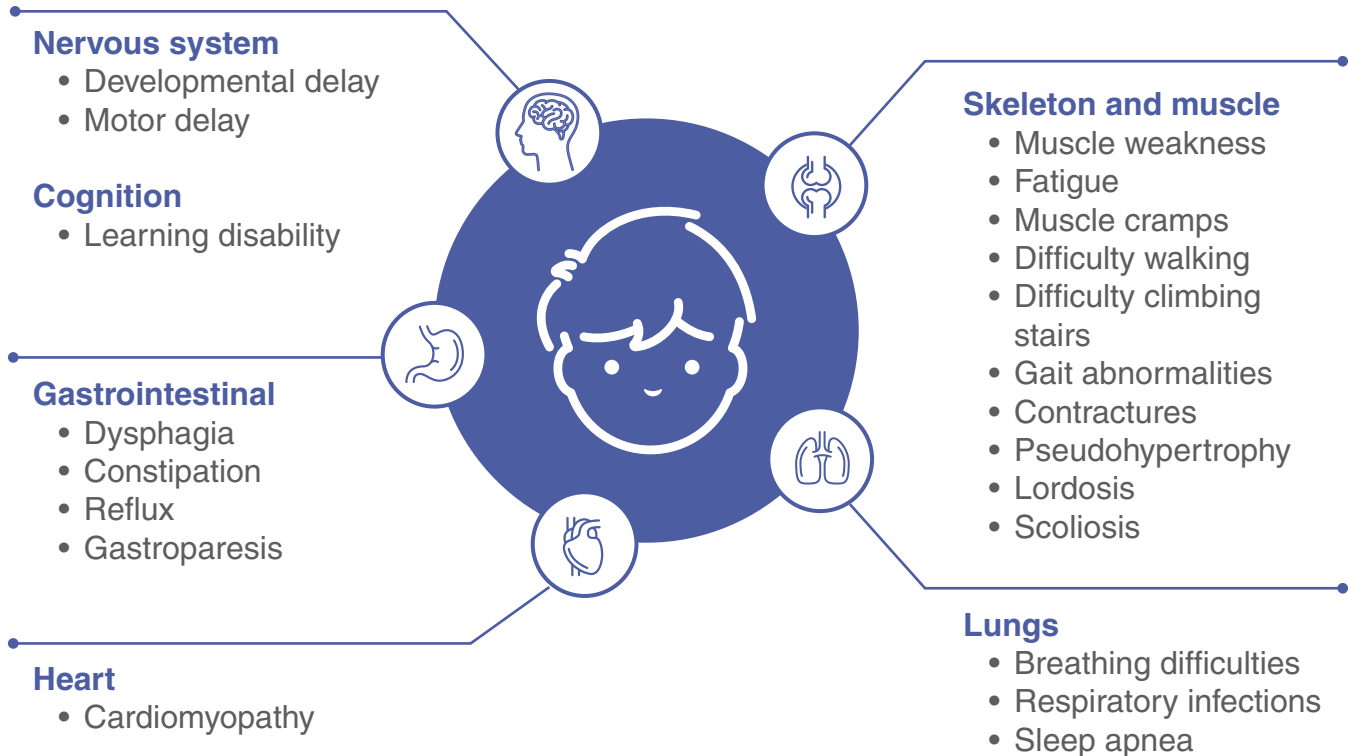 Nervous system
• Developmental delay
• Motor delay
Cognition
• Learning disability
Gastrointestinal
• Dysphagia
• Constipation
• Reflux
• Gastroparesis
Heart
• Cardiomyopathy
Skeleton and muscle
• Muscle weakness
• Fatigue
• Muscle cramps
• Difficulty walking
• Difficulty climbing
stairs
• Gait abnormalities
• Contractures
• Pseudohypertrophy
• Lordosis
• Scoliosis
Lungs
• Breathing difficulties
• Respiratory infections
• Sleep apnea